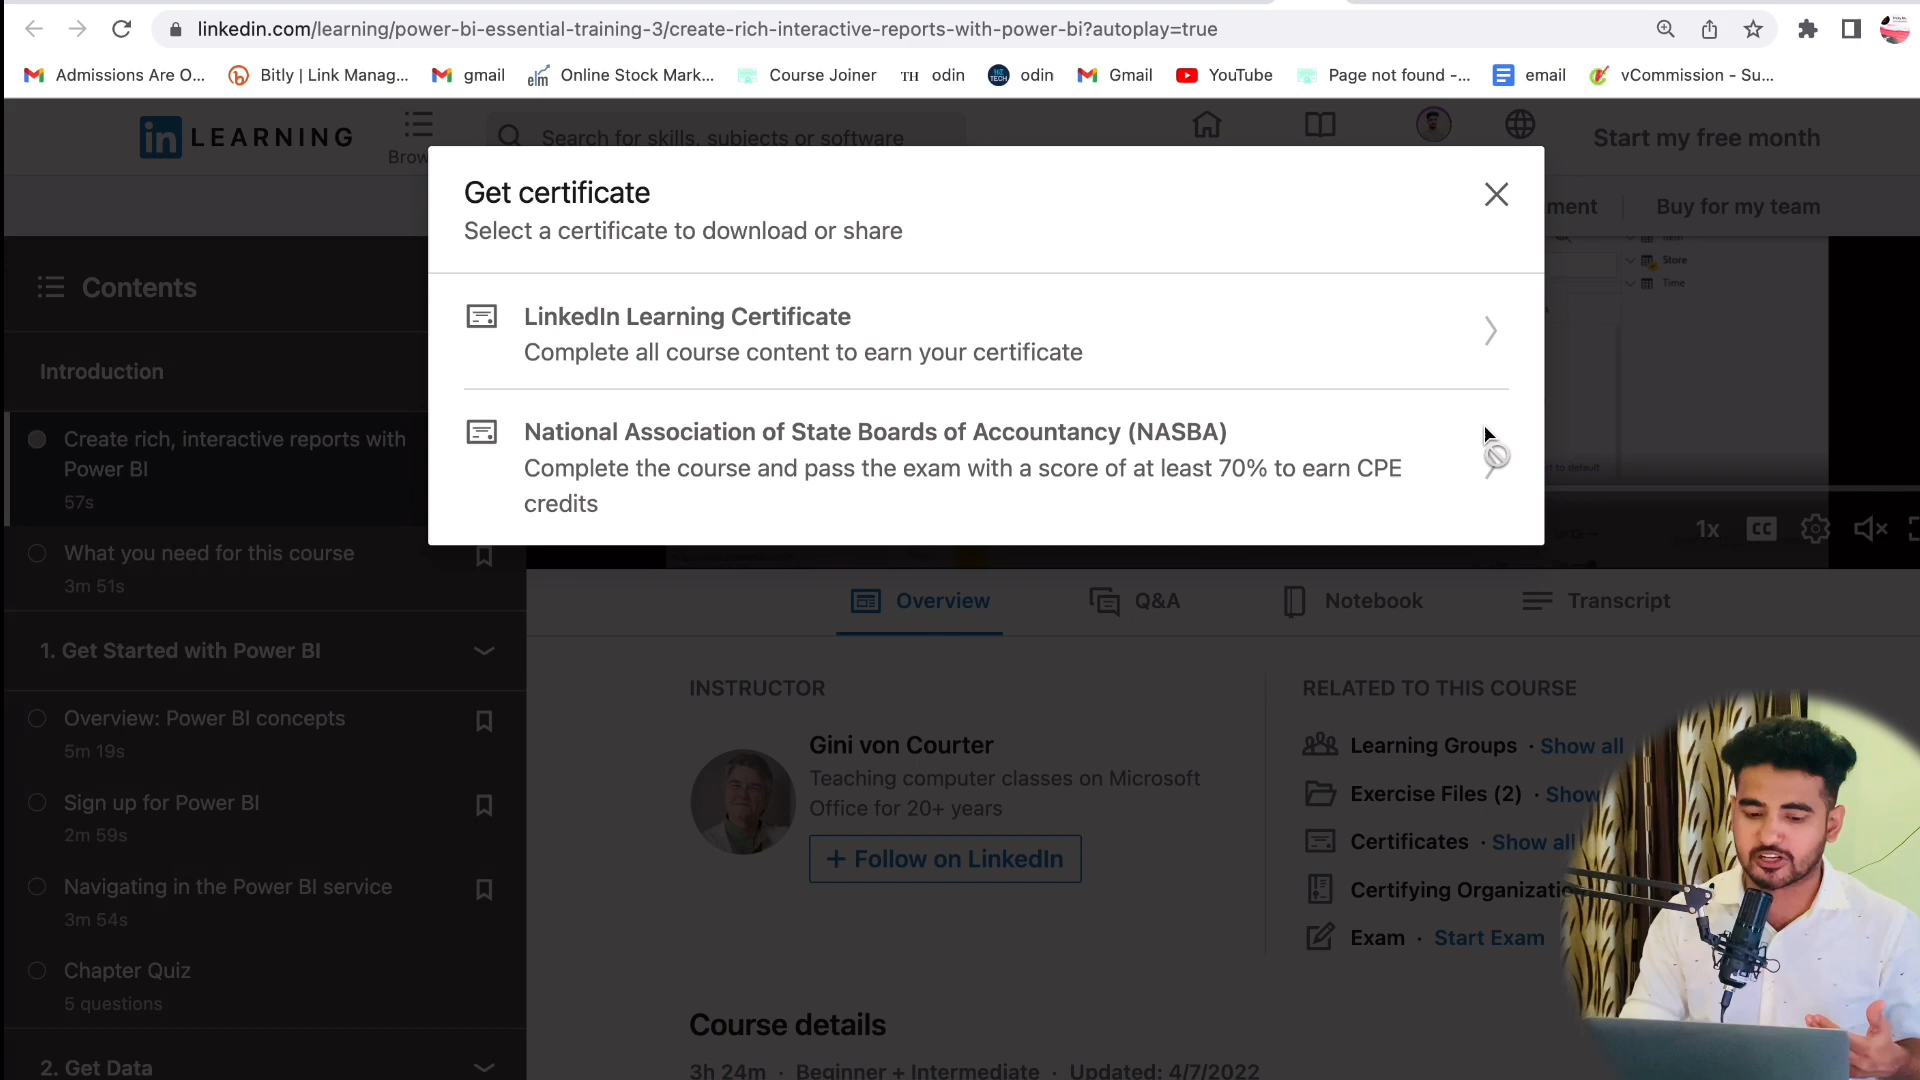 linkedin.com/learning/power-bi-essential-training-3/create-rich-interactive-reports-with-power-bi?autoplay=true
Admissions Are O... Bitly | Link Manag... gmail elm Online Stock Mark... Course Joiner TH odin odin Gmail YouTube Page not found -... email vCommission - Su...
in LEARNING
Brow
Search for skills, subjects or software
Start my free month
ment Buy for my team
Get certificate
Select a certificate to download or share
LinkedIn Learning Certificate
Complete all course content to earn your certificate
National Association of State Boards of Accountancy (NASBA)
Complete the course and pass the exam with a score of at least 70% to earn CPE
credits
Store
Time
to default
1x CC
Contents
Introduction
Create rich, interactive reports with
Power BI
57s
What you need for this course
3m 51s
1. Get Started with Power BI
Overview: Power BI concepts
5m 19s
Sign up for Power BI
2m 59s
Navigating in the Power BI service
3m 54s
Chapter Quiz
5 questions
2. Get Data
Overview Q&A Notebook Transcript
INSTRUCTOR
Gini von Courter
Teaching computer classes on Microsoft
Office for 20+ years
+ Follow on LinkedIn
RELATED TO THIS COURSE
Learning Groups · Show all
Exercise Files (2) · Show
Certificates · Show all
Certifying Organizatio
Exam · Start Exam
Course details
3h 24m · Beginner + Intermediate · Updated: 4/7/2022